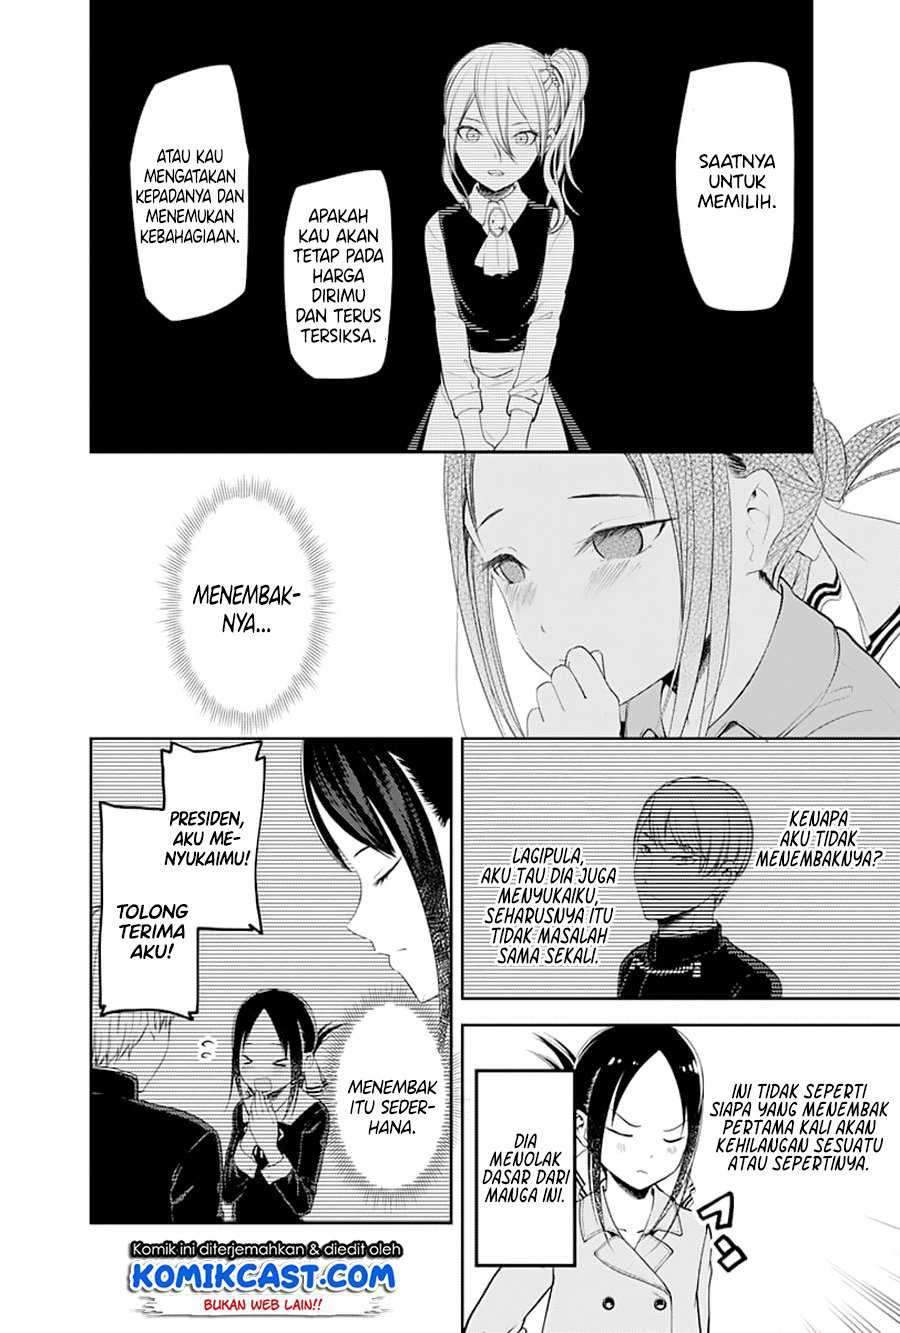 SAATNYA
UNTUK
MEMILIH.
APAKAH
KAU AKAN
TETAP PADA
HARGA
DIRIMU
DAN TERUS
TERSIKSA.
ATAU KAU
MENGATAKAN
KEPADANYA DAN
MENEMUKAN
KEBAHAGIAAN.
MENEMBAK-
NYA...
KENAPA
AKU TIDAK
MENEMBAKNYA?
LAGIPULA,
AKU TAU DIA JUGA
MENYUKAIKU,
SEHARUSNYA ITU
TIDAK MASALAH
SAMA SEKALI.
PRESIDEN,
AKU ME-
NYUKAIMU!
TOLONG
TERIMA
AKU!
MENEMBAK
ITU SEDER-
HANA.
INI TIDAK SEPERTI
SIAPA YANG MENEMBAK
PERTAMA KALI AKAN
KEHILANGAN SESUATU
ATAU SEPERTINYA.
DIA
MENOLAK
DASAR DARI
MANGA INI.
Komik ini diterjemahkan & diedit oleh
KOMIKCAST.COM
BUKAN WEB LAIN!!